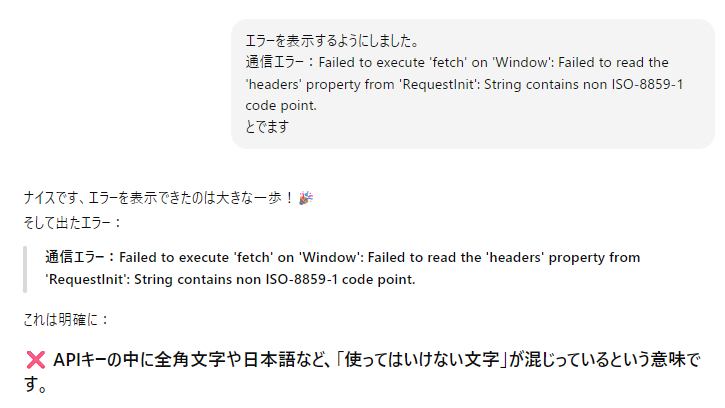 エラーを表示するようにしました。
通信エラー：Failed to execute 'fetch' on 'Window': Failed to read the
'headers' property from 'RequestInit': String contains non ISO-8859-1
code point.
とでます
ナイスです、エラーを表示できたのは大きな一歩！🎉
そして出たエラー：
通信エラー：Failed to execute 'fetch' on 'Window': Failed to read the 'headers' property from
'RequestInit': String contains non ISO-8859-1 code point.
これは明確に：
❌ APIキーの中に全角文字や日本語など、「使ってはいけない文字」が混じっているという意味で
す。